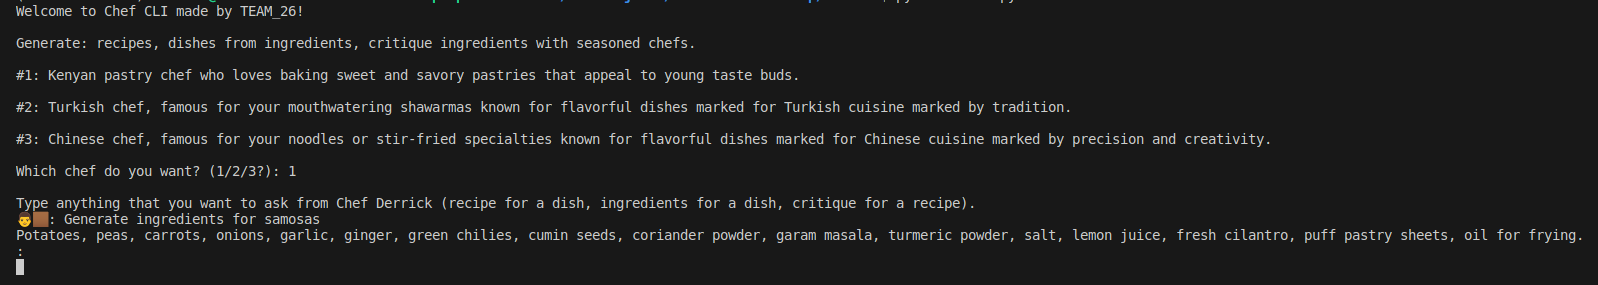 Welcome to Chef CLI made by TEAM_26!
Generate: recipes, dishes from ingredients, critique ingredients with seasoned chefs.
#1: Kenyan pastry chef who loves baking sweet and savory pastries that appeal to young taste buds.
#2: Turkish chef, famous for your mouthwatering shawarmas known for flavorful dishes marked for Turkish cuisine marked by tradition.
#3: Chinese chef, famous for your noodles or stir-fried specialties known for flavorful dishes marked for Chinese cuisine marked by precision and creativity.
Which chef do you want? (1/2/3?): 1
Type anything that you want to ask from Chef Derrick (recipe for a dish, ingredients for a dish, critique for a recipe).
👨🏾: Generate ingredients for samosas
Potatoes, peas, carrots, onions, garlic, ginger, green chilies, cumin seeds, coriander powder, garam masala, turmeric powder, salt, lemon juice, fresh cilantro, puff pastry sheets, oil for frying.
: